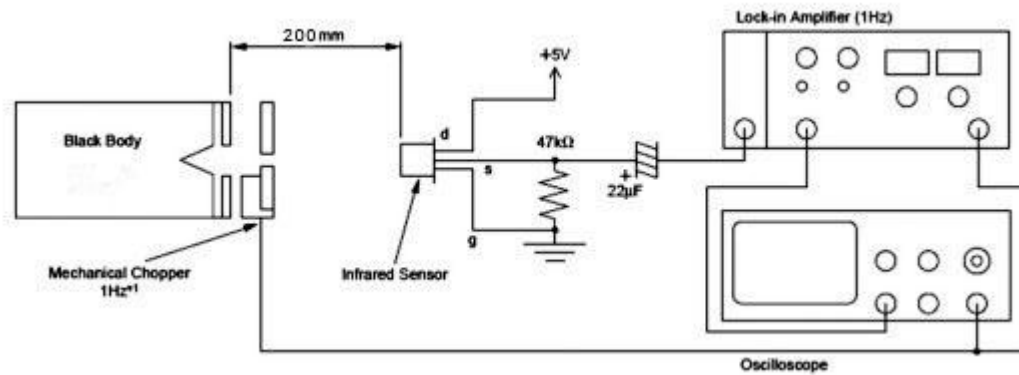 Lock-in Amplifier (1Hz)
200mm
+5V
Black Body
d
47kΩ
s
+
22μF
g
Mechanical Chopper
1Hz*1
Infrared Sensor
Oscilloscope